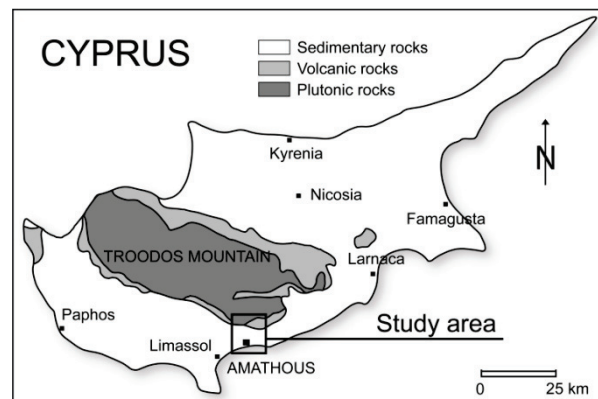 CYPRUS
Sedimentary rocks
Volcanic rocks
Plutonic rocks
N
Kyrenia
Nicosia
Famagusta
TROODOS MOUNTAIN
Larnaca
Paphos
Study area
Limassol
AMATHOUS
0 25 km